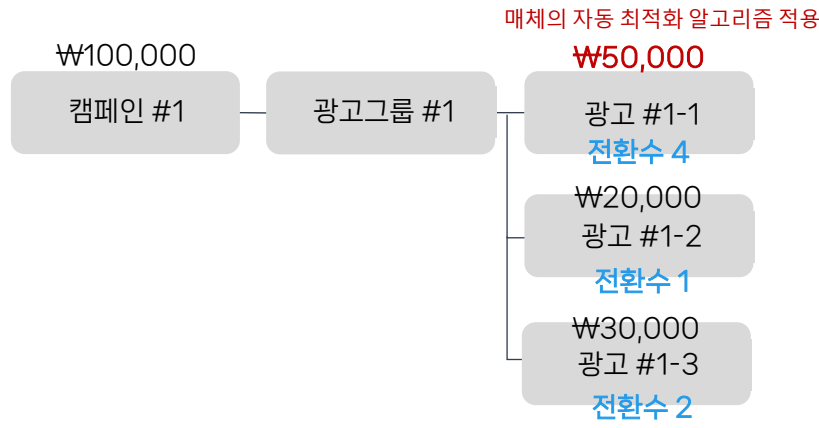 매체의 자동 최적화 알고리즘 적용
₩100,000
₩50,000
캠페인 #1
광고그룹 #1
광고 #1-1
전환수 4
₩20,000
광고 #1-2
전환수 1
₩30,000
광고 #1-3
전환수 2